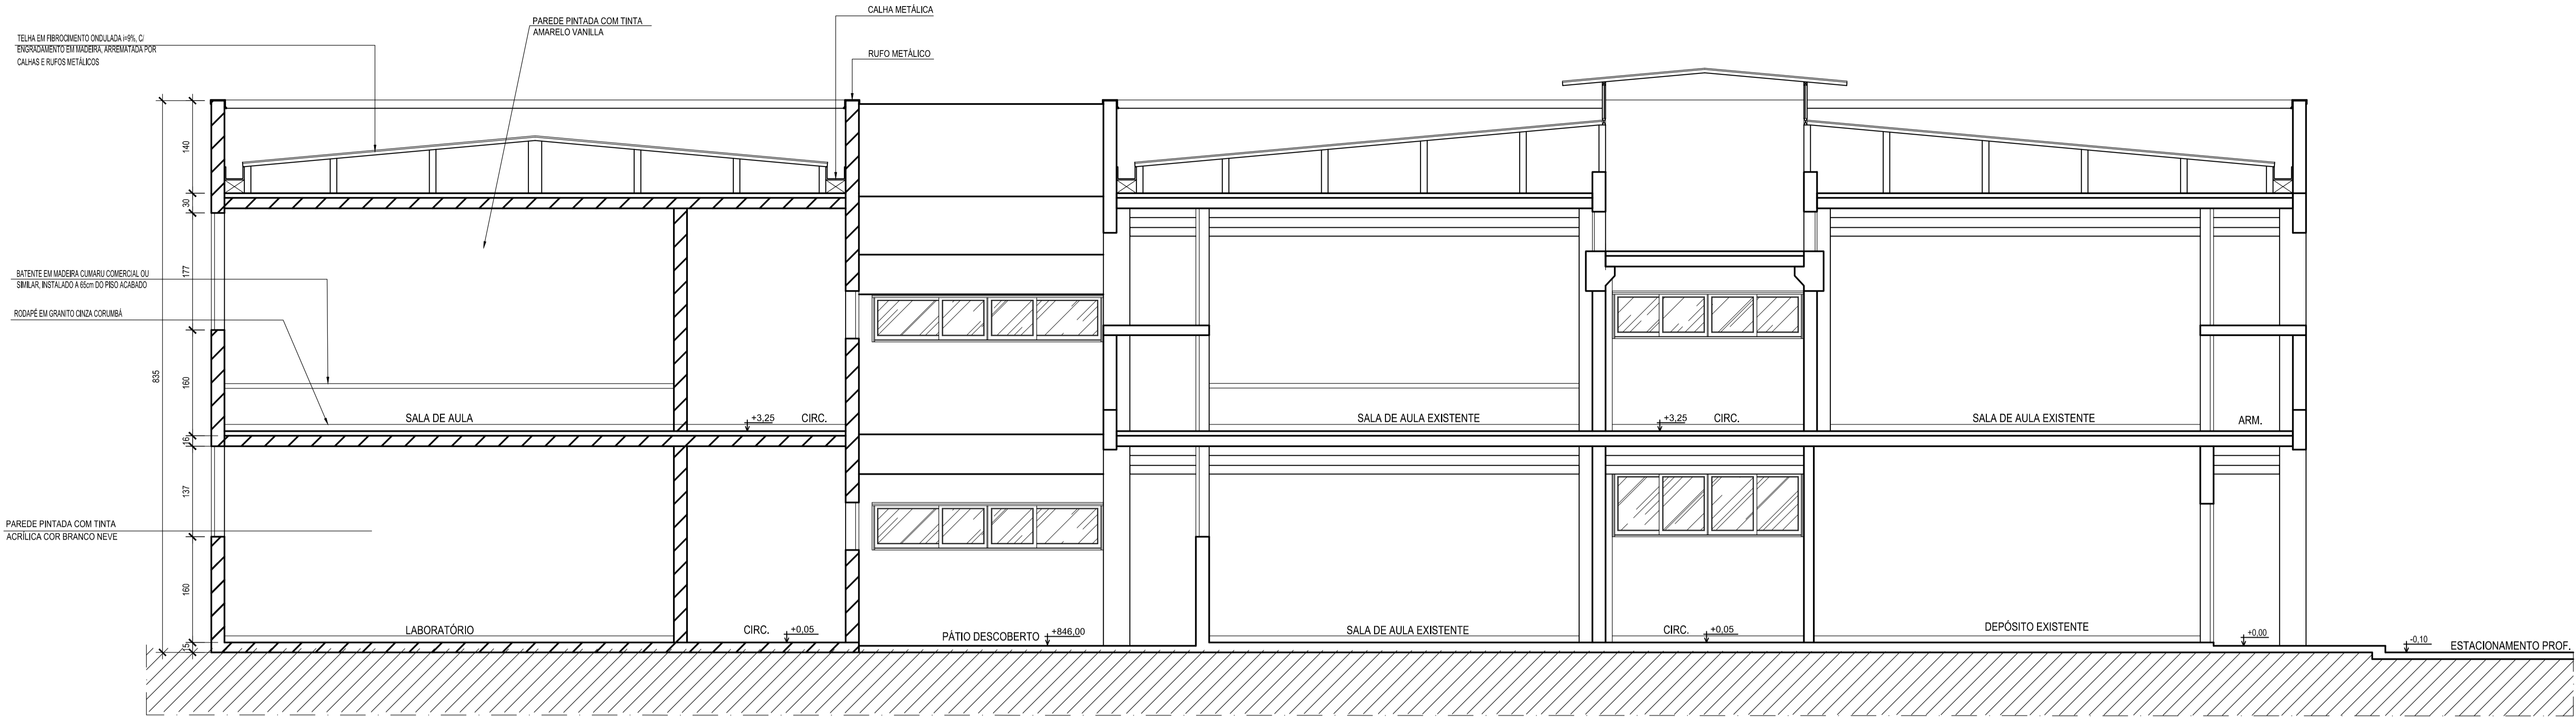 CALHA METÁLICA
PAREDE PINTADA COM TINTA
AMARELO VANILLA
TELHA EM FIBROCIMENTO ONDULADA i=9%, C/
ENGRADAMENTO EM MADEIRA, ARREMATADA POR
CALHAS E RUFOS METÁLICOS
RUFO METÁLICO
140
30
177
835
160
16
137
160
15
BATENTE EM MADEIRA CUMARU COMERCIAL OU
SIMILAR, INSTALADO A 65cm DO PISO ACABADO
RODAPÉ EM GRANITO CINZA CORUMBÁ
SALA DE AULA
+3,25
CIRC.
SALA DE AULA EXISTENTE
+3,25
CIRC.
SALA DE AULA EXISTENTE
ARM.
PAREDE PINTADA COM TINTA
ACRÍLICA COR BRANCO NEVE
LABORATÓRIO
CIRC.
+0,05
PÁTIO DESCOBERTO
+846,00
SALA DE AULA EXISTENTE
CIRC.
+0,05
DEPÓSITO EXISTENTE
+0,00
-0,10
ESTACIONAMENTO PROF.